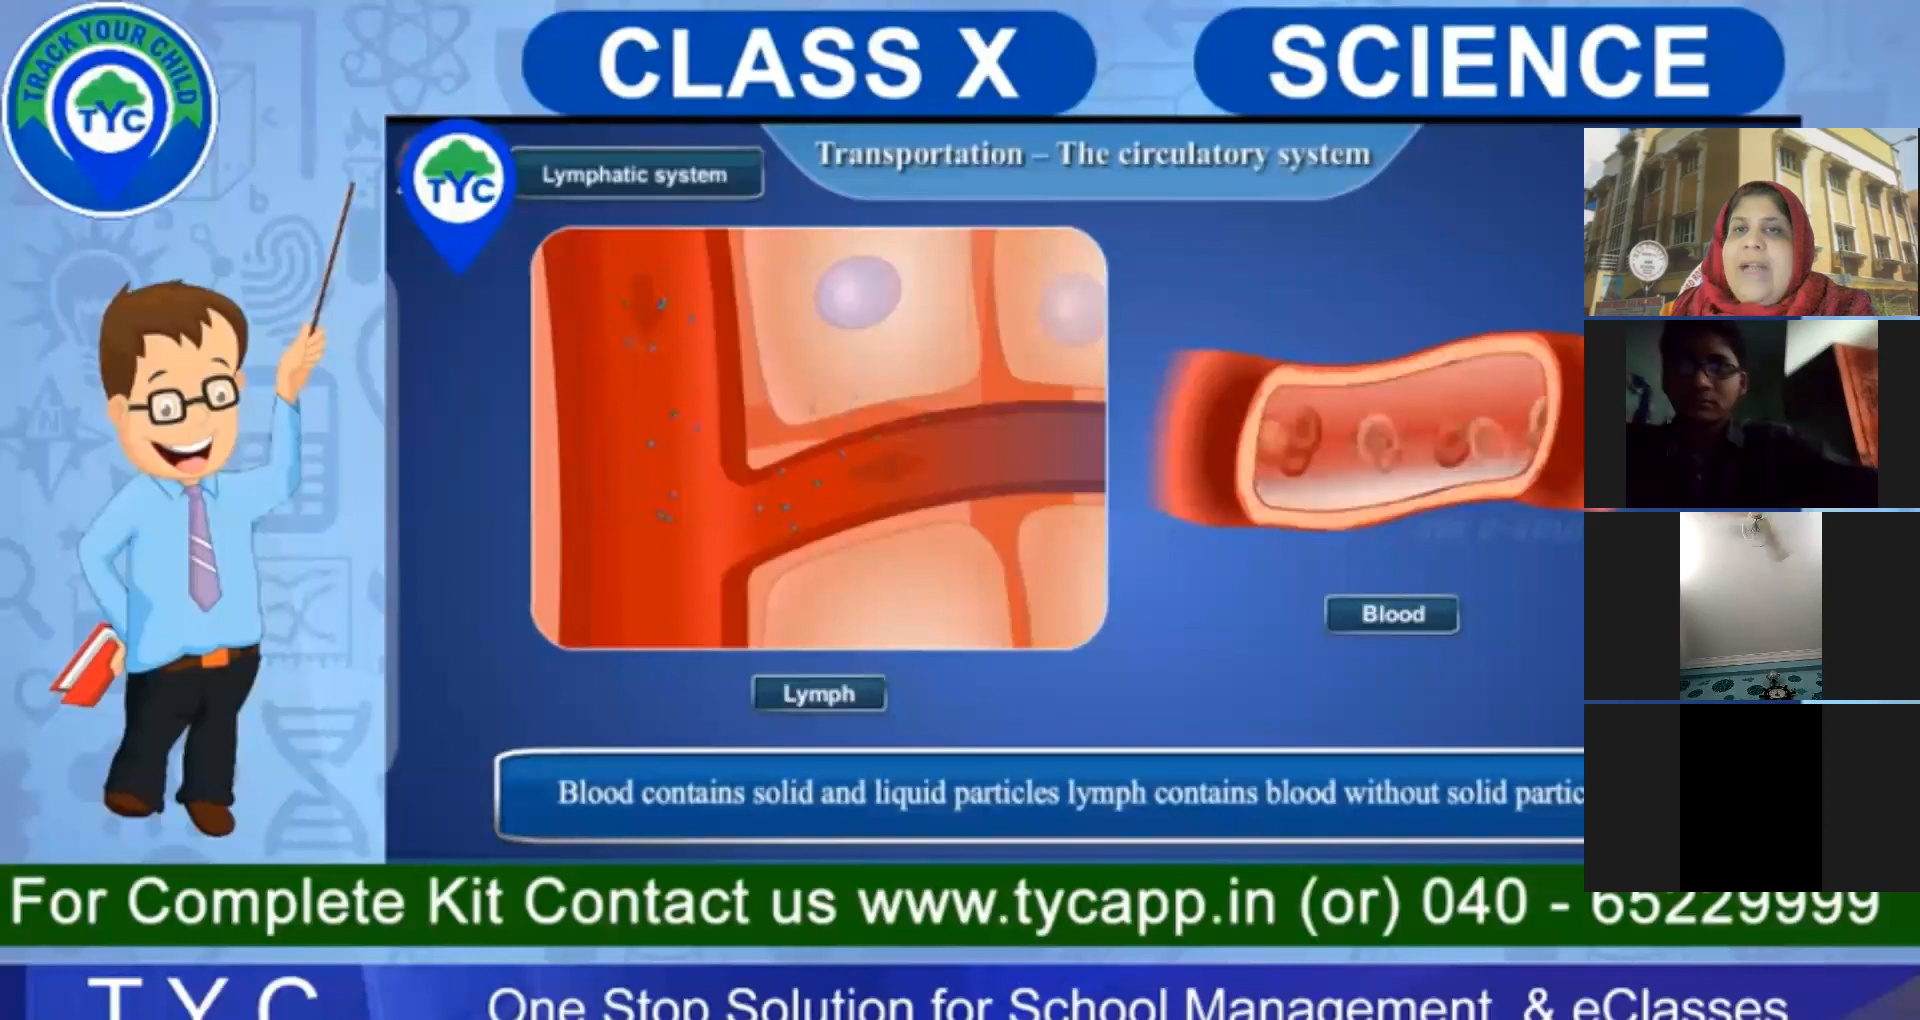 TRACK YOUR CHILD
TYC
CLASS X
SCIENCE
TYC
Lymphatic system
Transportation – The circulatory system
Blood
Lymph
Blood contains solid and liquid particles lymph contains blood without solid partic
For Complete Kit Contact us www.tycapp.in (or) 040 - 65229999
TYC
One Stop Solution for School Management & eClasses